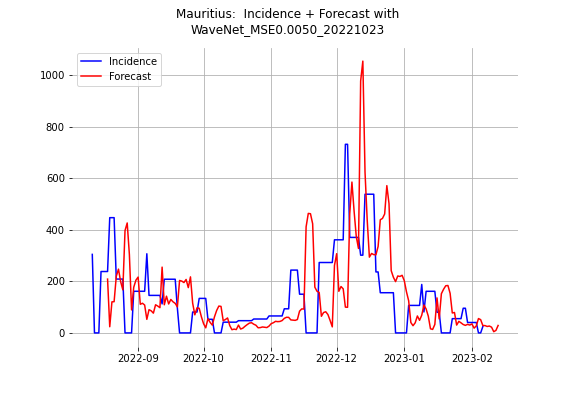 Mauritius:  Incidence + Forecast with
WaveNet_MSE0.0050_20221023
Incidence
Forecast
1000
800
600
400
200
0
2022-09 2022-10 2022-11 2022-12 2023-01 2023-02